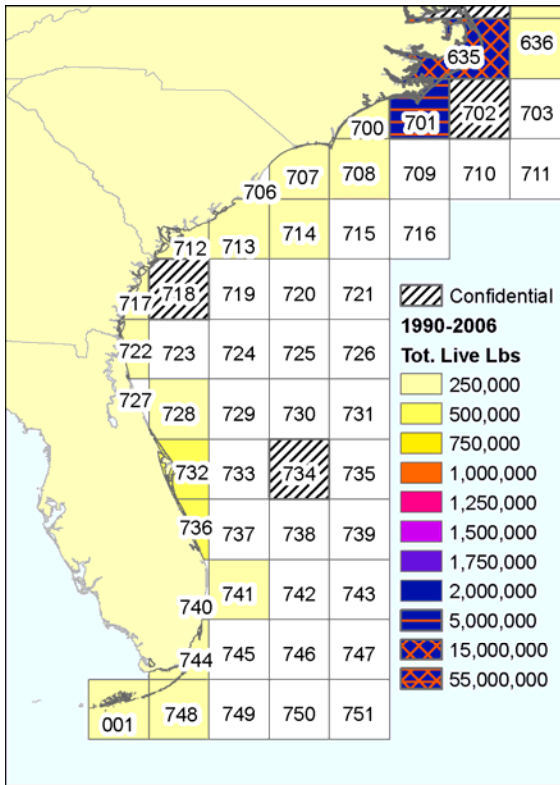 635 636
700 701 702 703
706 707 708 709 710 711
712 713 714 715 716
717 718 719 720 721
722 723 724 725 726
727 728 729 730 731
732 733 734 735
736 737 738 739
740 741 742 743
744 745 746 747
001 748 749 750 751
Confidential
1990-2006
Tot. Live Lbs
250,000
500,000
750,000
1,000,000
1,250,000
1,500,000
1,750,000
2,000,000
5,000,000
15,000,000
55,000,000